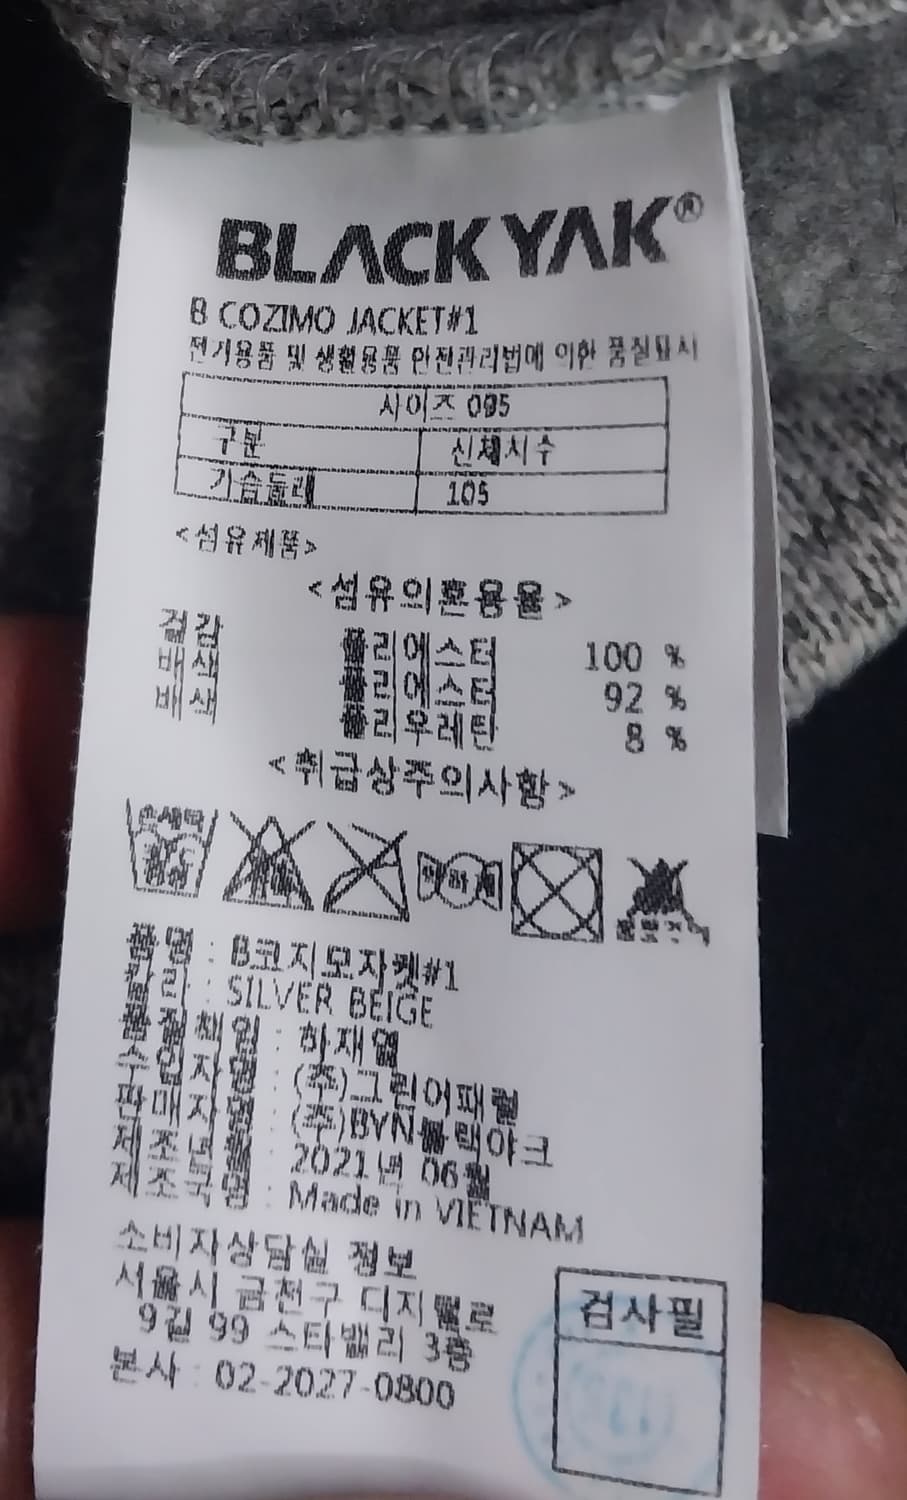 BLACK YAK®
B COZIMO JACKET#1
전기용품 및 생활용품 안전관리법에 의한 품질표시
사이즈 095
구분 신체치수
가슴둘레 105
<섬유제품>
<섬유의혼용율>
겉감 폴리에스터 100 %
배색 폴리에스터 92 %
배색 폴리우레탄 8 %
<취급상주의사항>
품명 : B코지모자켓#1
칼라 : SILVER BEIGE
품질책임 : 하재열
수입자명 : (주)그린어패럴
판매자명 : (주)BYN블랙야크
제조년월 : 2021년 06월
제조국명 : Made in VIETNAM
소비자상담실 정보
서울시 금천구 디지털로
9길 99 스타밸리 3층
본사 : 02-2027-0800
검사필